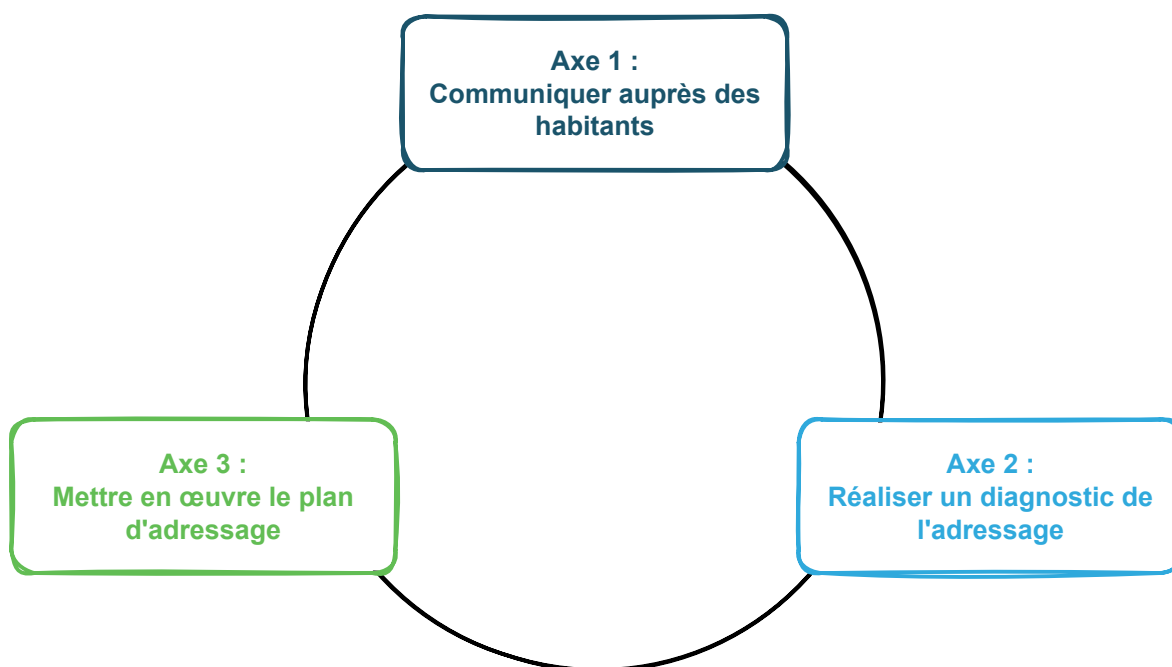 Axe 1 :
Communiquer auprès des
habitants
Axe 3 :
Mettre en œuvre le plan
d'adressage
Axe 2 :
Réaliser un diagnostic de
l'adressage